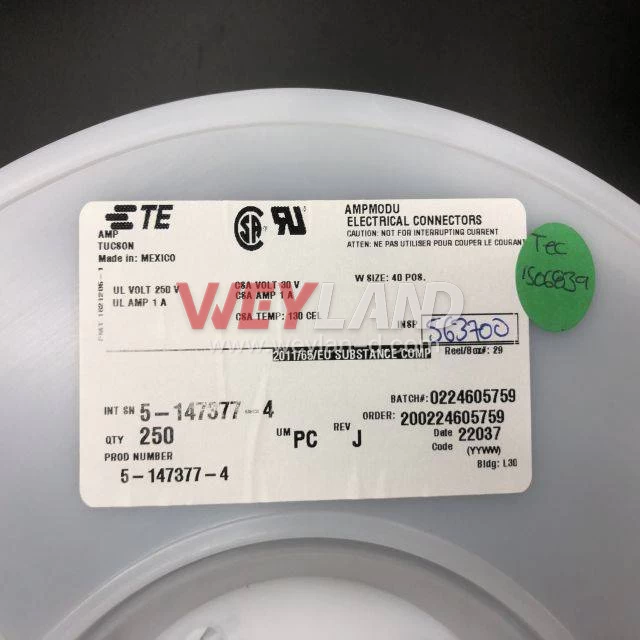 TE
AMP
TUCSON
Made in: MEXICO
UL VOLT 250 V
UL AMP 1 A
CSA VOLT 30 V
CSA AMP 1 A
CSA TEMP: 130 CEL
AMPMODU
ELECTRICAL CONNECTORS
CAUTION: NOT FOR INTERRUPTING CURRENT
ATTEN: NE PAS UTILISER POUR COUPER LE COURANT
W SIZE: 40 POS.
Tec
1506839
WEYLAND
INSP
563700
www.weylan
2011/65/EU SUBSTANCE COMP
Reel/Box#: 29
BATCH#: 0224605759
INT SN 5-147377-4
ORDER: 200224605759
QTY 250
UM PC
REV J
Date 22037
Code (YYWW)
PROD NUMBER
5-147377-4
Bldg: L30